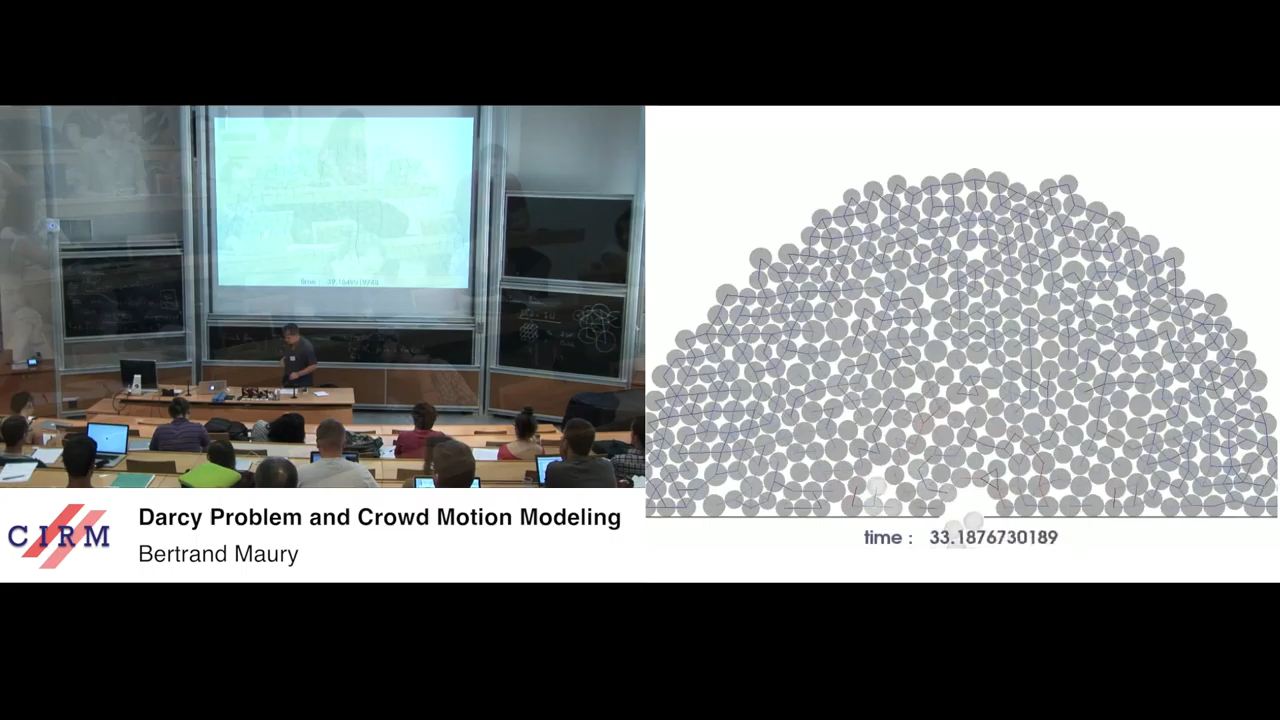 CIRM
Darcy Problem and Crowd Motion Modeling
Bertrand Maury
time : 33.1876730189